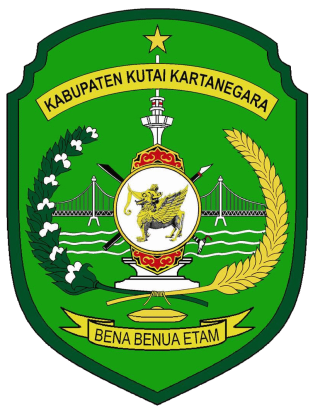 KABUPATEN KUTAI KARTANEGARA
BENA BENUA ETAM